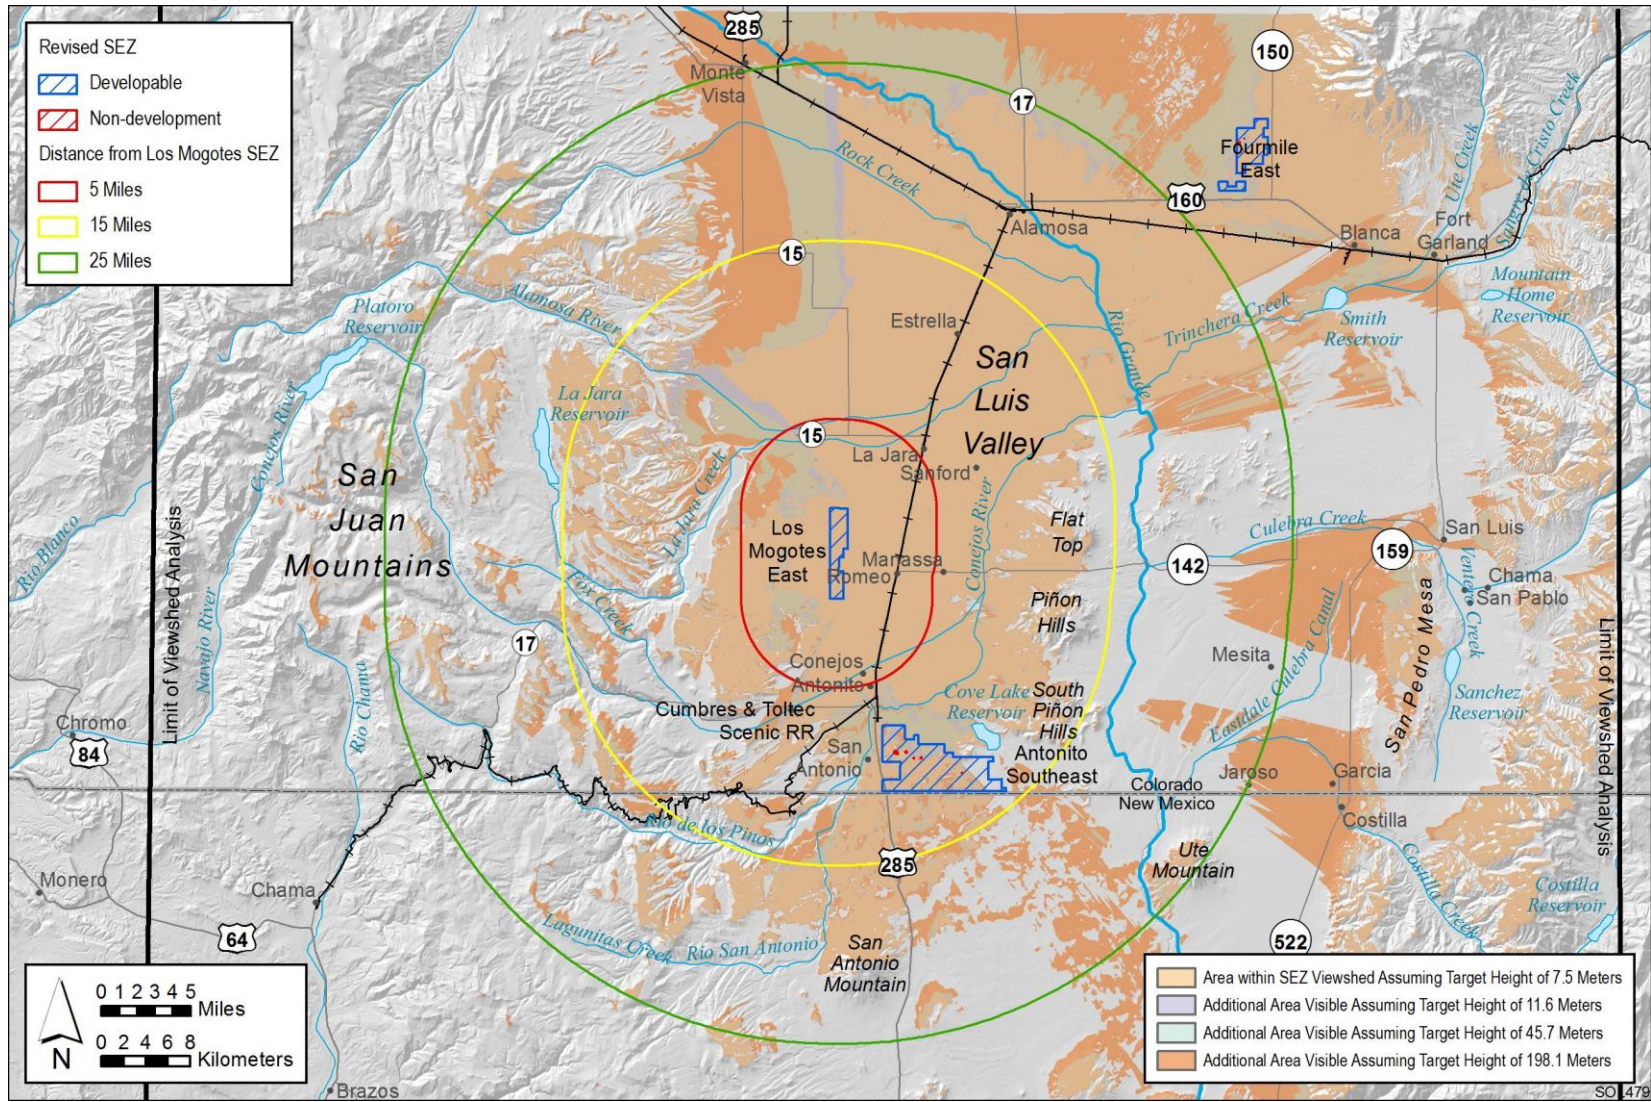 Revised SEZ
Developable
Non-development
Distance from Los Mogotes SEZ
5 Miles
15 Miles
25 Miles
285
Monte
Vista
17
150
Fourmile
East
Ute Creek
Sangre de Cristo Creek
Rock Creek
160
Alamosa
Blanca
Fort
Garland
15
Platoro
Reservoir
Alamosa River
Estrella
Rio Grande
Trinchera Creek
Smith
Reservoir
Mountain
Home
Reservoir
San
Luis
Valley
La Jara
Reservoir
Conejos River
15
La Jara
Sanford
La Jara Creek
San
Juan
Mountains
Limit of Viewshed Analysis
Rio Blanco
Navajo River
Los
Mogotes
East
Manassa
Romeo
Conejos River
Flat
Top
Culebra Creek
San Luis
159
142
Ventero Creek
Chama
San Pablo
Fox Creek
Piñon
Hills
17
Rio Chama
Conejos
Antonito
Mesita
Eastdale Culebra Canal
San Pedro Mesa
Sanchez
Reservoir
Limit of Viewshed Analysis
Cove Lake
Reservoir
South
Piñon
Hills
Cumbres & Toltec
Scenic RR
Chromo
84
San
Antonio
Antonito
Southeast
Colorado
New Mexico
Jaroso
Garcia
Costilla
Rio de los Pinos
285
Ute
Mountain
Costilla Creek
Costilla
Reservoir
Monero
Chama
64
Lagunitas Creek
Rio San Antonio
San
Antonio
Mountain
522
0 1 2 3 4 5
Miles
0 2 4 6 8
Kilometers
N
Brazos
Area within SEZ Viewshed Assuming Target Height of 7.5 Meters
Additional Area Visible Assuming Target Height of 11.6 Meters
Additional Area Visible Assuming Target Height of 45.7 Meters
Additional Area Visible Assuming Target Height of 198.1 Meters